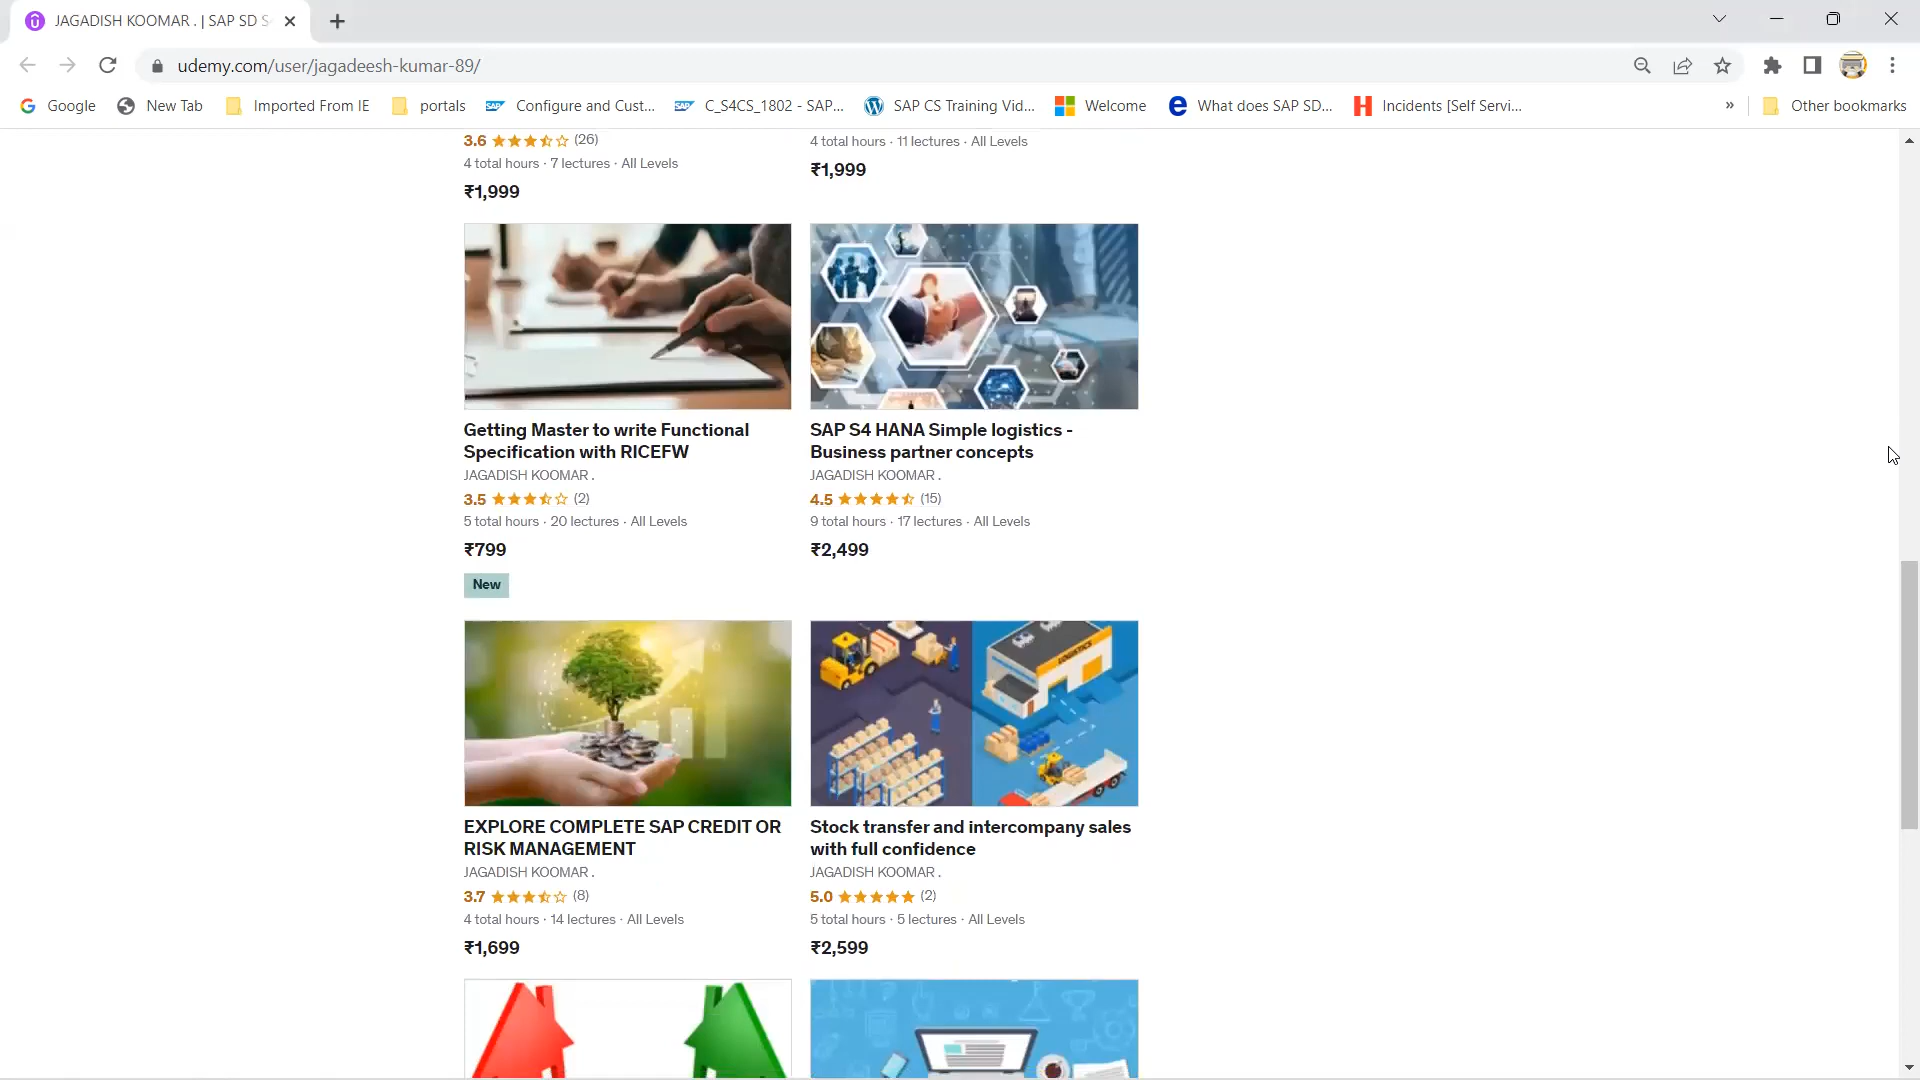 JAGADISH KOOMAR . | SAP SD S
udemy.com/user/jagadeesh-kumar-89/
Google
New Tab
Imported From IE
portals
Configure and Cust...
C_S4CS_1802 - SAP...
SAP CS Training Vid...
Welcome
What does SAP SD...
Incidents [Self Servi...
»
Other bookmarks
3.6 (26)
4 total hours · 7 lectures · All Levels
₹1,999
4 total hours · 11 lectures · All Levels
₹1,999
Getting Master to write Functional
Specification with RICEFW
JAGADISH KOOMAR .
3.5 (2)
5 total hours · 20 lectures · All Levels
₹799
New
SAP S4 HANA Simple logistics -
Business partner concepts
JAGADISH KOOMAR .
4.5 (15)
9 total hours · 17 lectures · All Levels
₹2,499
LOGISTICS
EXPLORE COMPLETE SAP CREDIT OR
RISK MANAGEMENT
JAGADISH KOOMAR .
3.7 (8)
4 total hours · 14 lectures · All Levels
₹1,699
Stock transfer and intercompany sales
with full confidence
JAGADISH KOOMAR .
5.0 (2)
5 total hours · 5 lectures · All Levels
₹2,599